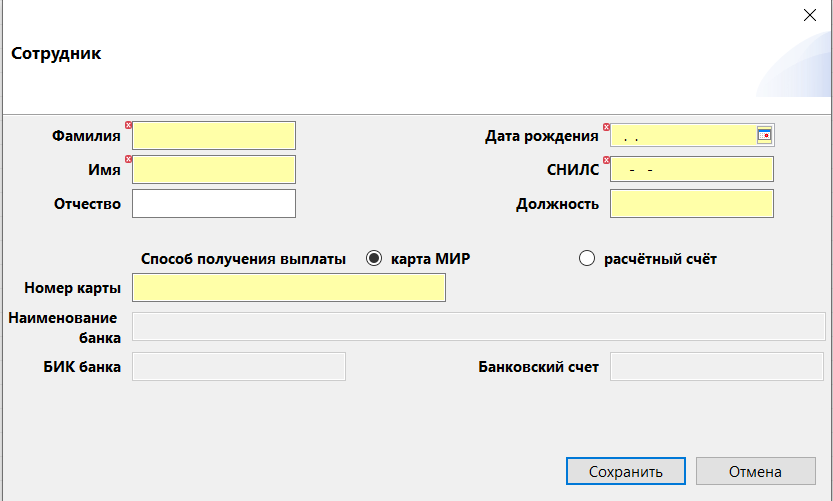 Сотрудник
Фамилия
Дата рождения . .
Имя
СНИЛС - -
Отчество
Должность
Способ получения выплаты карта МИР расчётный счёт
Номер карты
Наименование
банка
БИК банка
Банковский счет
Сохранить
Отмена